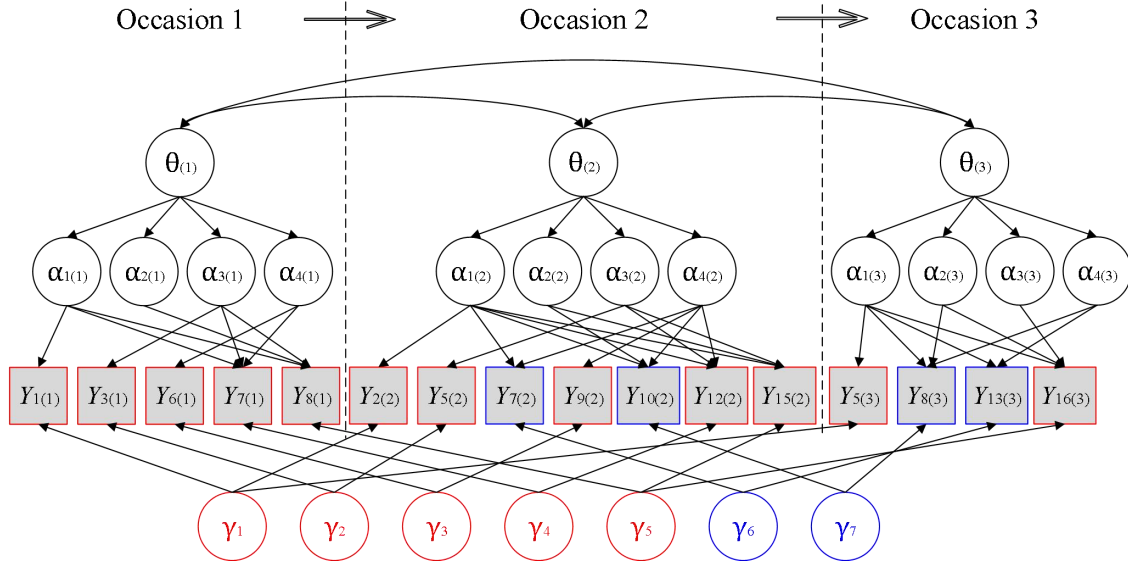 Occasion 1 Occasion 2 Occasion 3
θ(1) θ(2) θ(3)
α1(1) α2(1) α3(1) α4(1) α1(2) α2(2) α3(2) α4(2) α1(3) α2(3) α3(3) α4(3)
Y1(1) Y3(1) Y6(1) Y7(1) Y8(1) Y2(2) Y5(2) Y7(2) Y9(2) Y10(2) Y12(2) Y15(2) Y5(3) Y8(3) Y13(3) Y16(3)
γ1 γ2 γ3 γ4 γ5 γ6 γ7